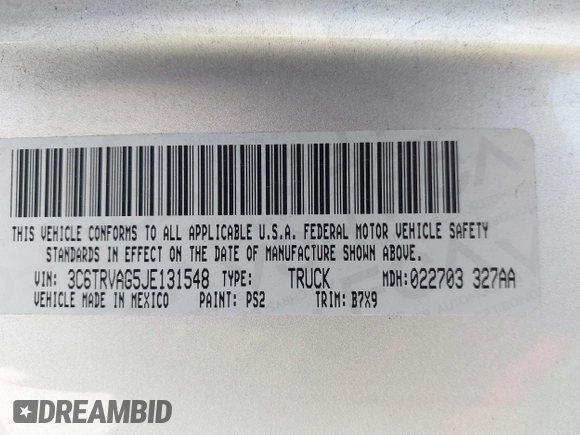 THIS VEHICLE CONFORMS TO ALL APPLICABLE U.S.A. FEDERAL MOTOR VEHICLE SAFETY
STANDARDS IN EFFECT ON THE DATE OF MANUFACTURE SHOWN ABOVE.
VIN: 3C6TRVAG5JE131548 TYPE: TRUCK MDH:022703 327AA
VEHICLE MADE IN MEXICO PAINT: PS2 TRIM: B7X9
DREAMBID